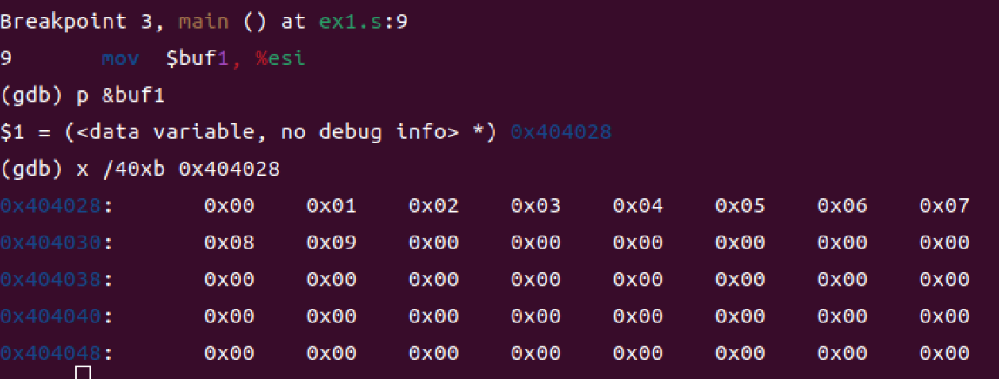 Breakpoint 3, main () at ex1.s:9
9 mov $buf1, %esi
(gdb) p &buf1
$1 = (<data variable, no debug info> *) 0x404028
(gdb) x /40xb 0x404028
0x404028: 0x00 0x01 0x02 0x03 0x04 0x05 0x06 0x07
0x404030: 0x08 0x09 0x00 0x00 0x00 0x00 0x00 0x00
0x404038: 0x00 0x00 0x00 0x00 0x00 0x00 0x00 0x00
0x404040: 0x00 0x00 0x00 0x00 0x00 0x00 0x00 0x00
0x404048: 0x00 0x00 0x00 0x00 0x00 0x00 0x00 0x00